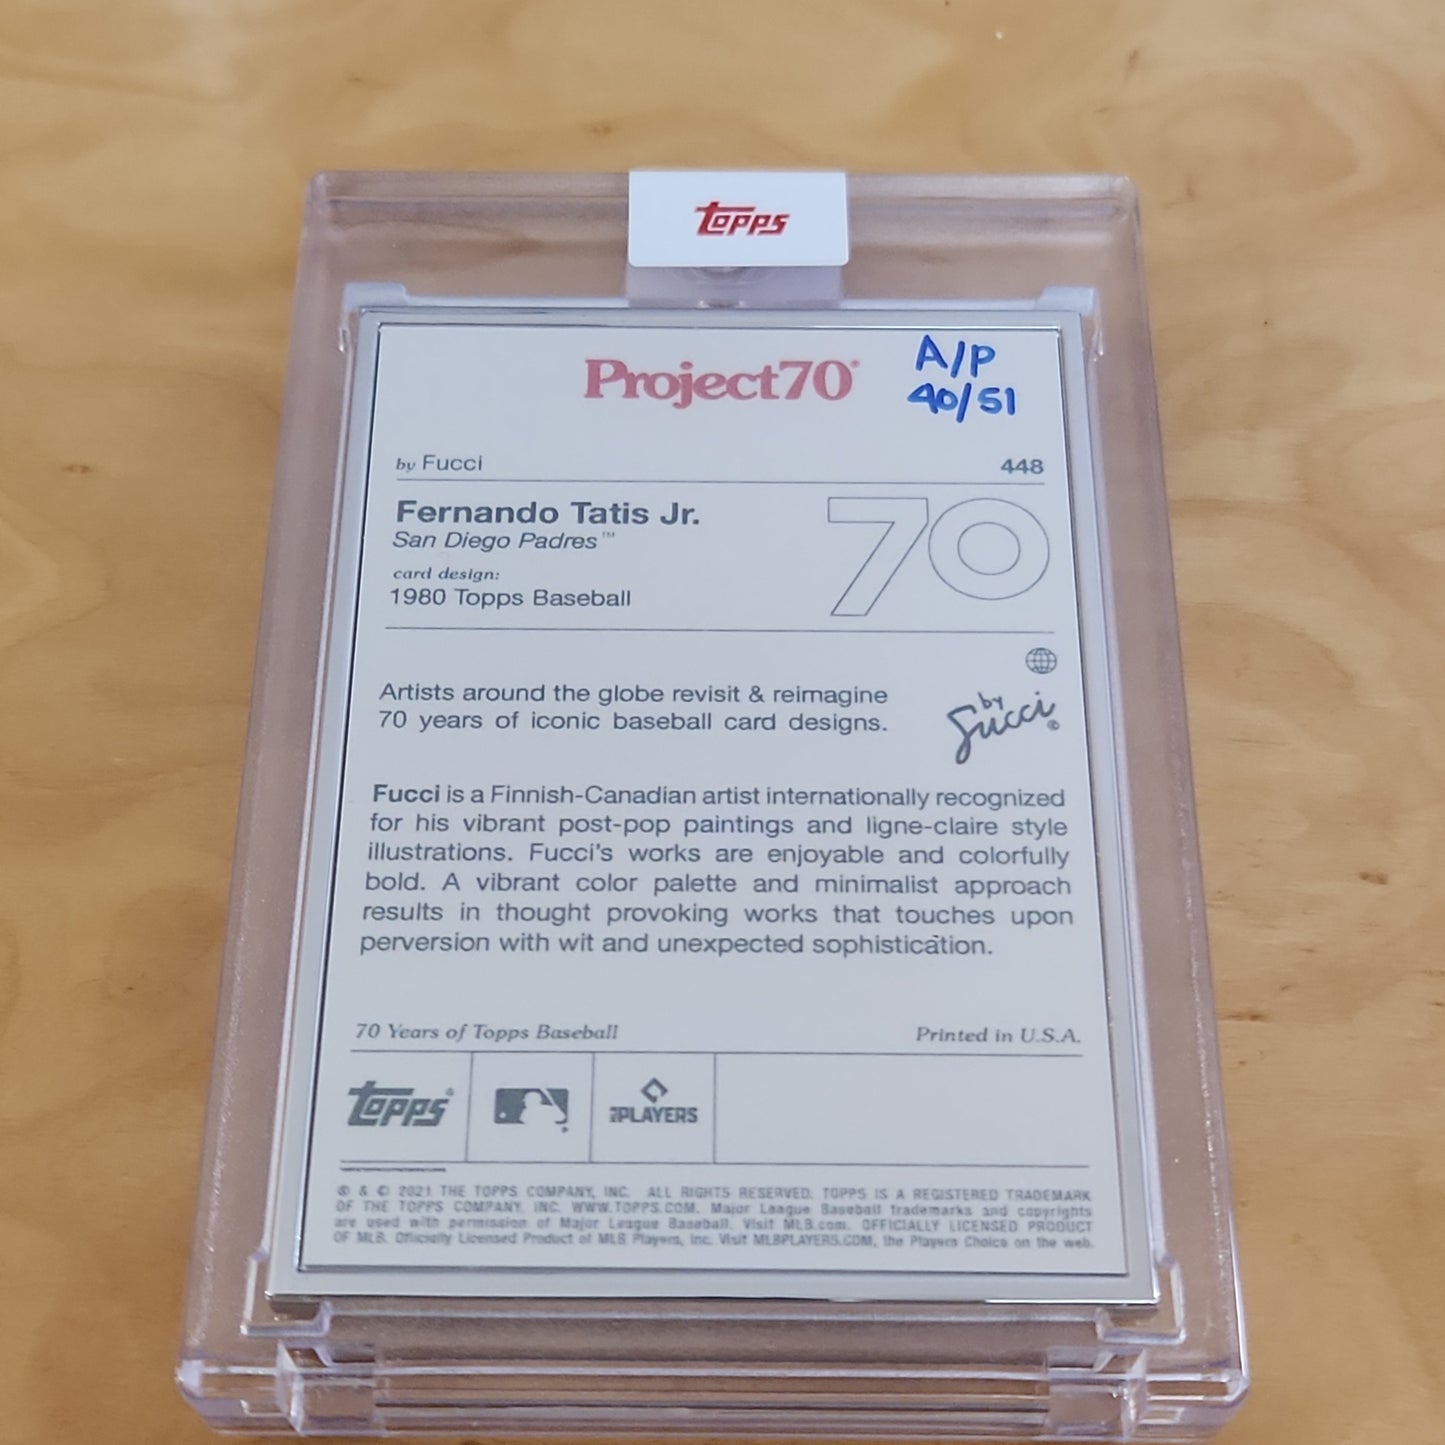 Topps
Project70®
A/P
40/51
by Fucci
448
Fernando Tatis Jr.
San Diego Padres™
card design:
1980 Topps Baseball
70
Artists around the globe revisit & reimagine
70 years of iconic baseball card designs.
by
Fucci®
Fucci is a Finnish-Canadian artist internationally recognized
for his vibrant post-pop paintings and ligne-claire style
illustrations. Fucci's works are enjoyable and colorfully
bold. A vibrant color palette and minimalist approach
results in thought provoking works that touches upon
perversion with wit and unexpected sophistication.
70 Years of Topps Baseball
Printed in U.S.A.
Topps®
PLAYERS
® & © 2021 THE TOPPS COMPANY, INC. ALL RIGHTS RESERVED. TOPPS IS A REGISTERED TRADEMARK
OF THE TOPPS COMPANY, INC. WWW.TOPPS.COM. Major League Baseball trademarks and copyrights
are used with permission of Major League Baseball. Visit MLB.com. OFFICIALLY LICENSED PRODUCT
OF MLB. Officially Licensed Product of MLB Players, Inc. Visit MLBPLAYERS.COM, the Players Choice on the web.